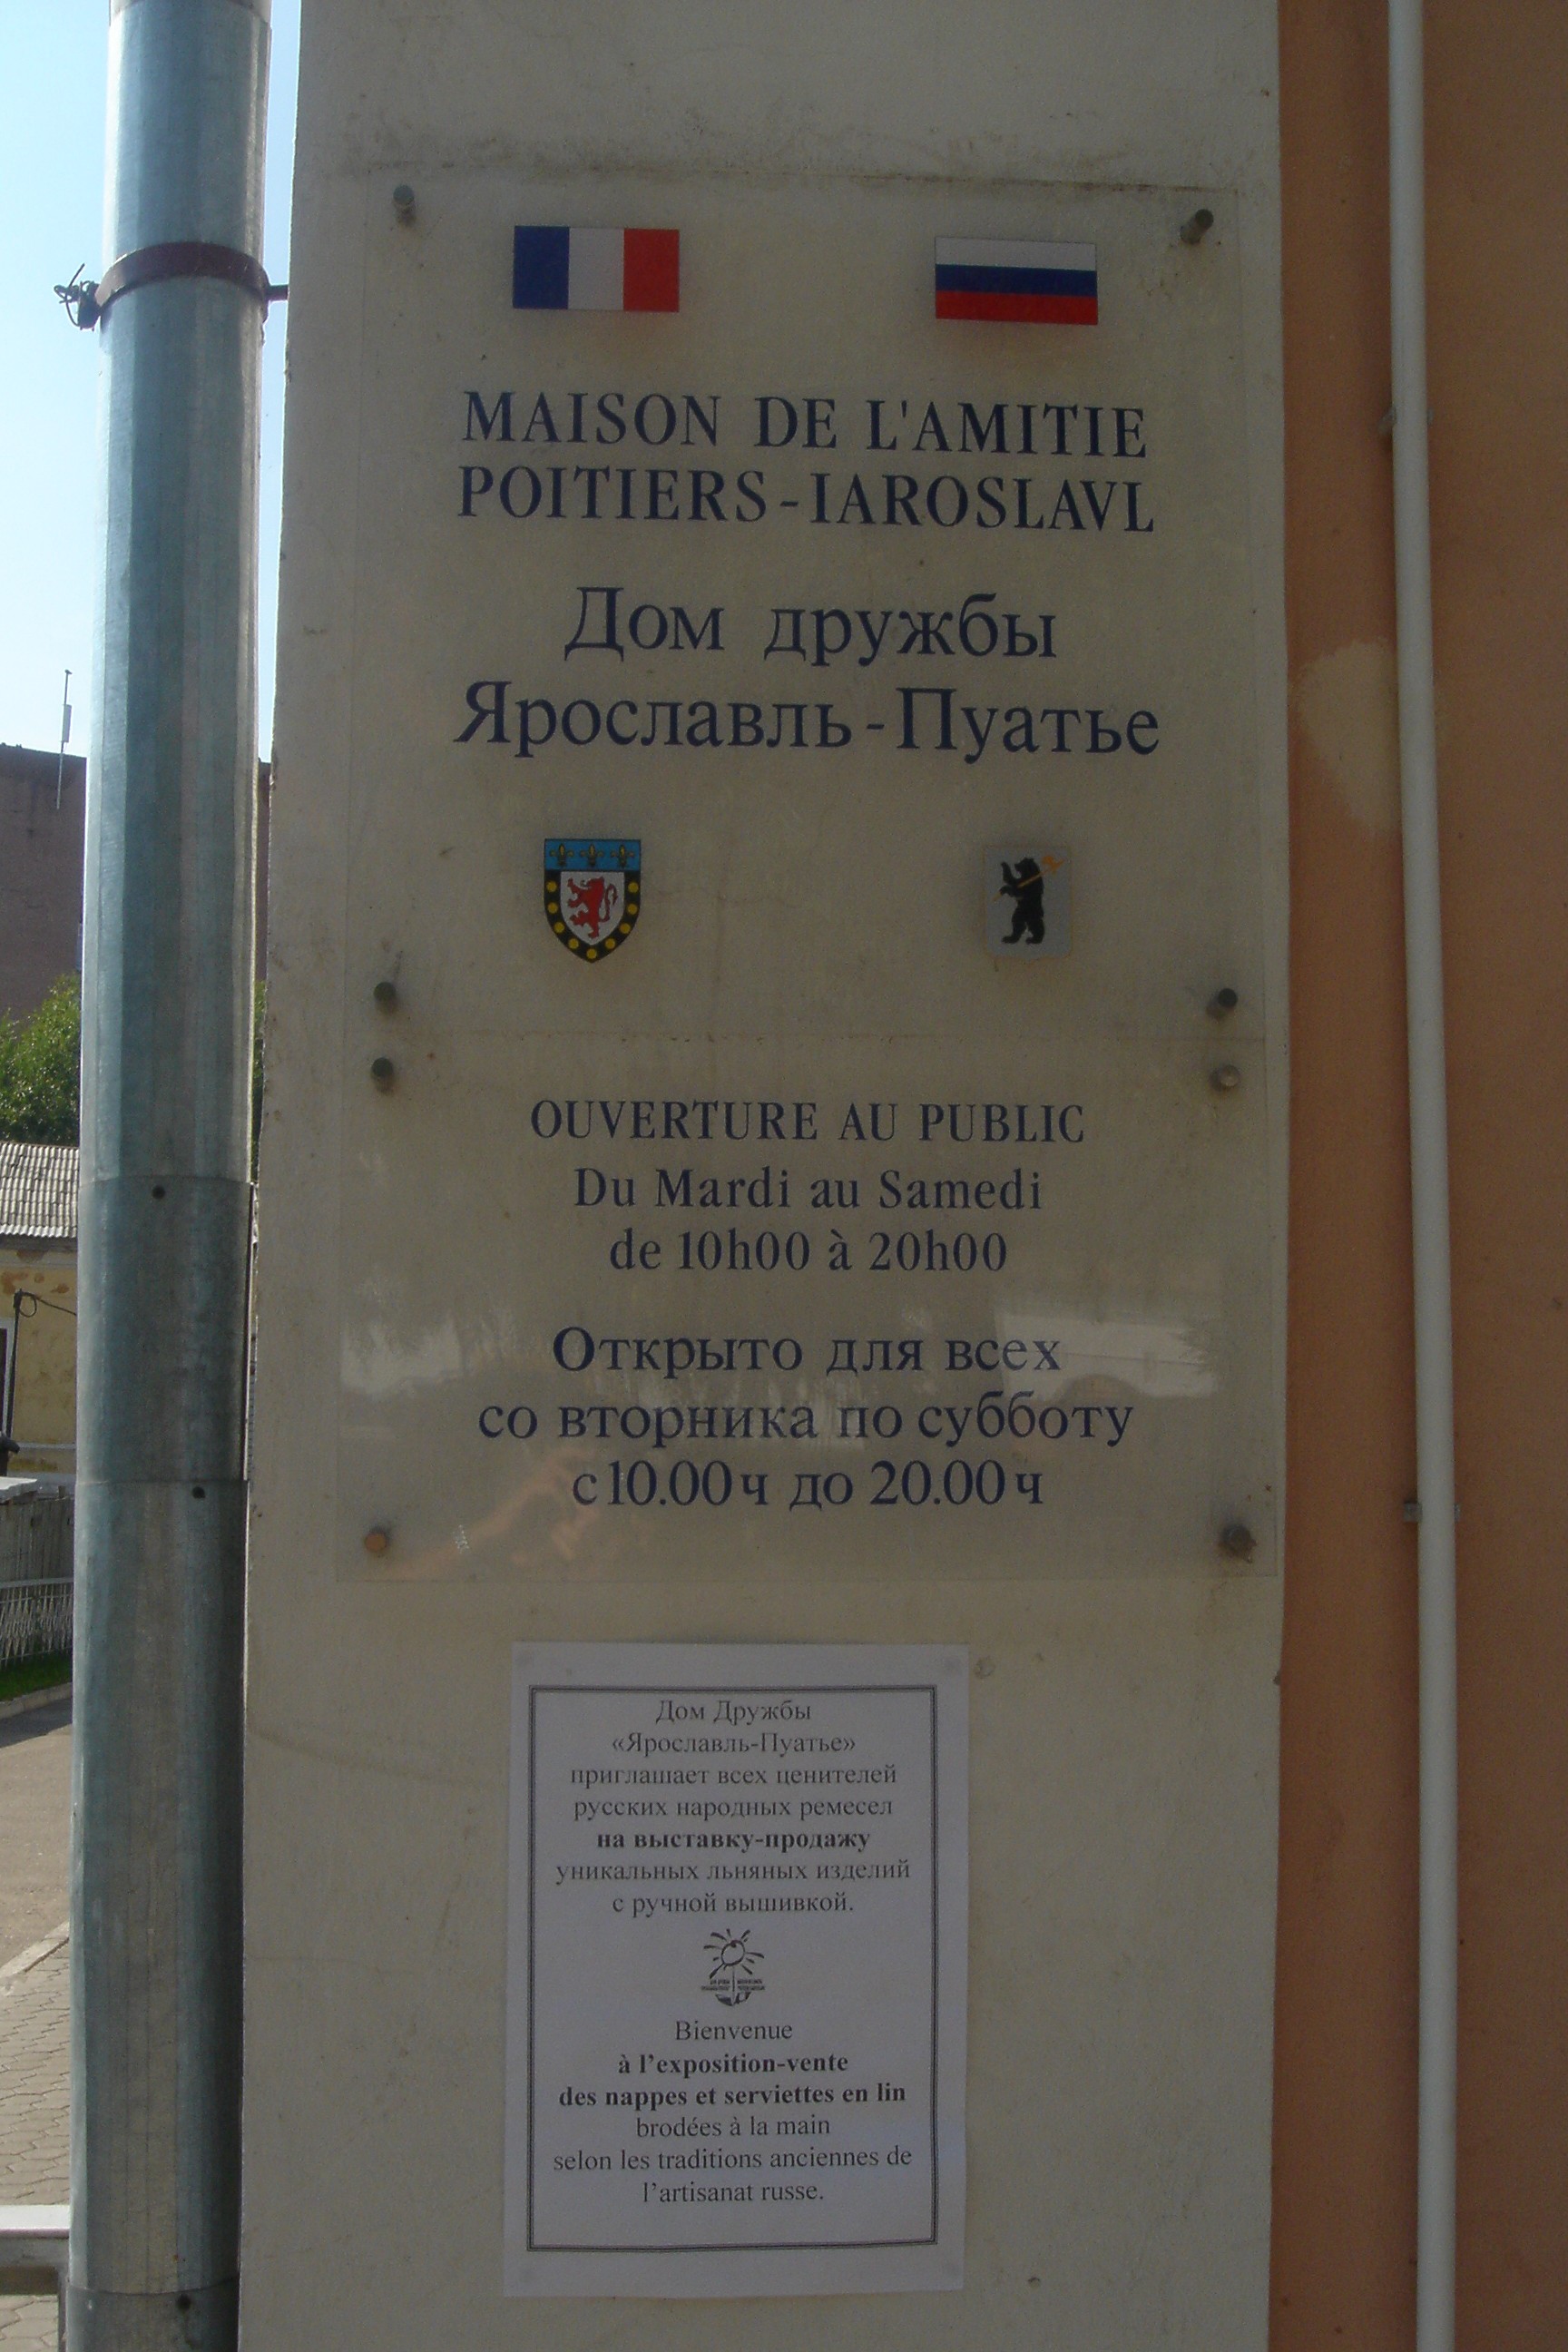 MAISON DE L'AMITIE
POITIERS-IAROSLAVL
Дом дружбы
Ярославль-Пуатье
OUVERTURE AU PUBLIC
Du Mardi au Samedi
de 10h00 à 20h00
Открыто для всех
со вторника по субботу
с 10.00 ч до 20.00 ч
Дом Дружбы
«Ярославль-Пуатье»
приглашает всех ценителей
русских народных ремесел
на выставку-продажу
уникальных льняных изделий
с ручной вышивкой.
Bienvenue
à l'exposition-vente
des nappes et serviettes en lin
brodées à la main
selon les traditions anciennes de
l'artisanat russe.